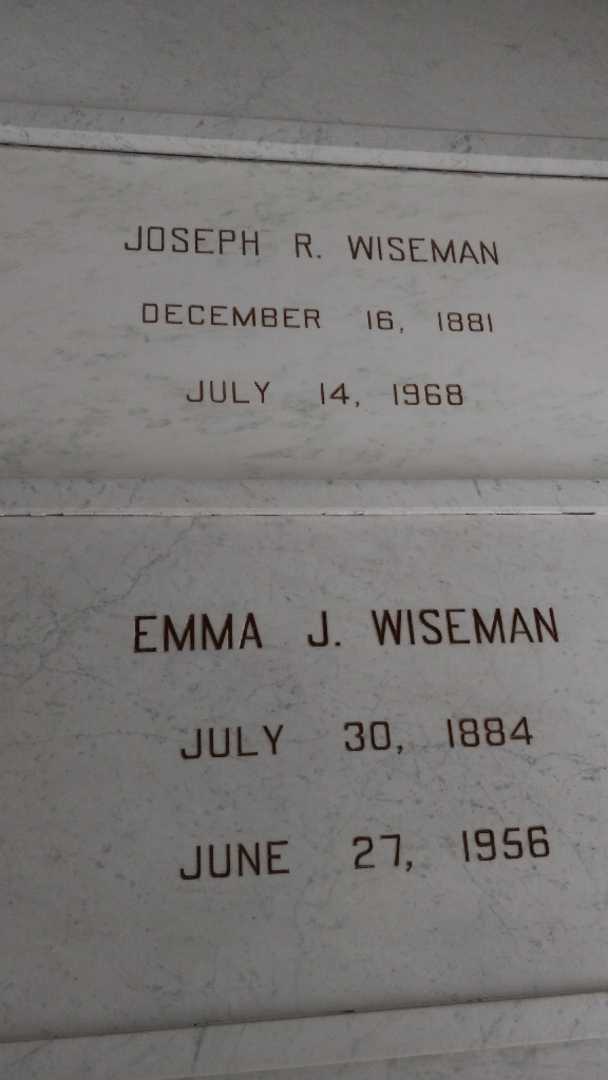 JOSEPH R. WISEMAN
DECEMBER 16, 1881
JULY 14, 1968
EMMA J. WISEMAN
JULY 30, 1884
JUNE 27, 1956